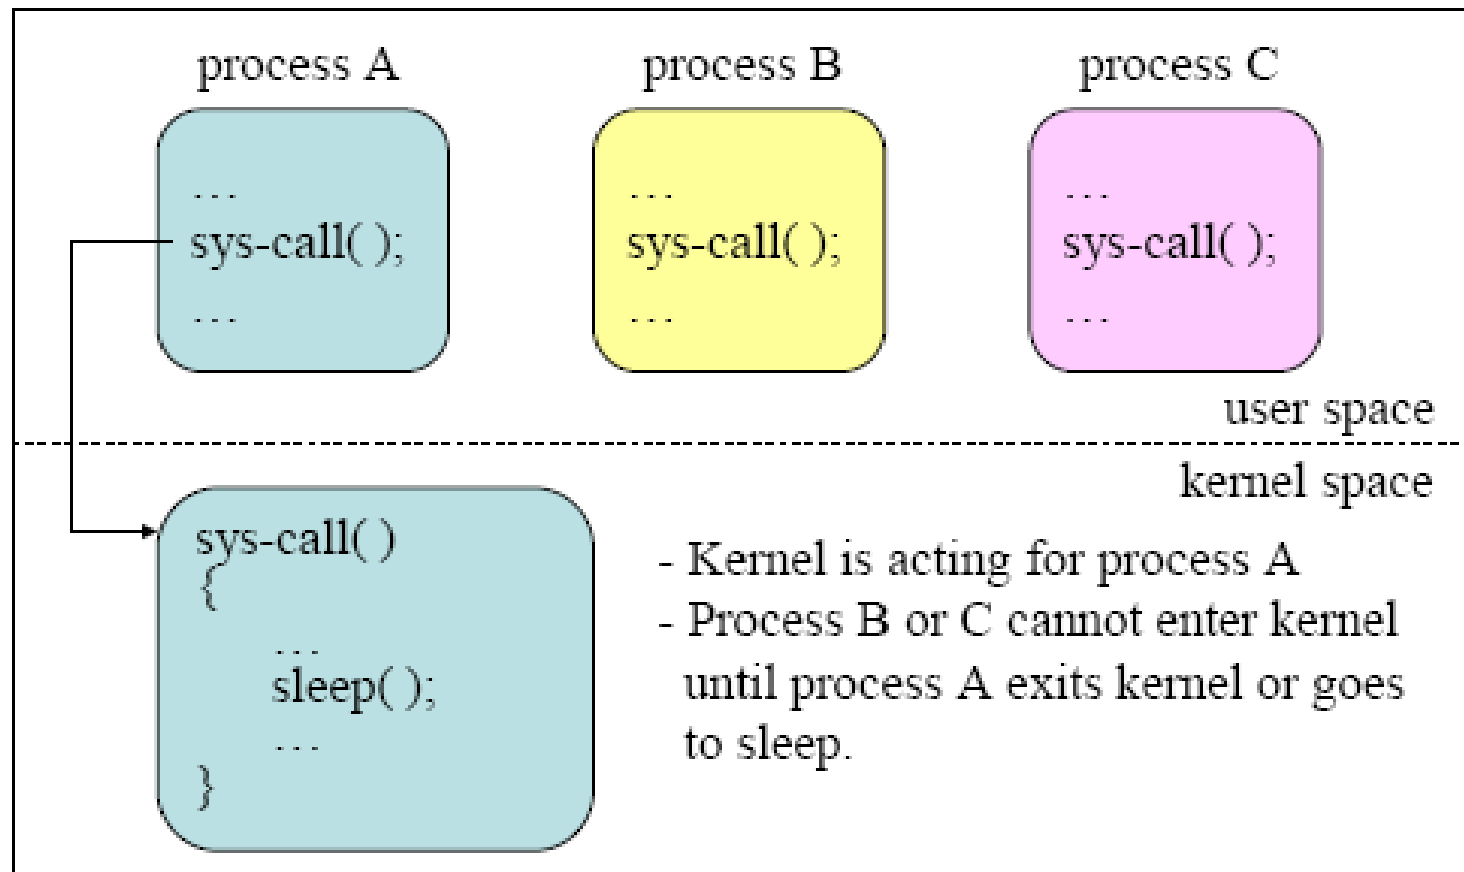 process A
process B
process C
...
sys-call( );
...
...
sys-call( );
...
...
sys-call( );
...
user space
kernel space
sys-call( )
{
...
sleep( );
...
}
- Kernel is acting for process A
- Process B or C cannot enter kernel
until process A exits kernel or goes
to sleep.